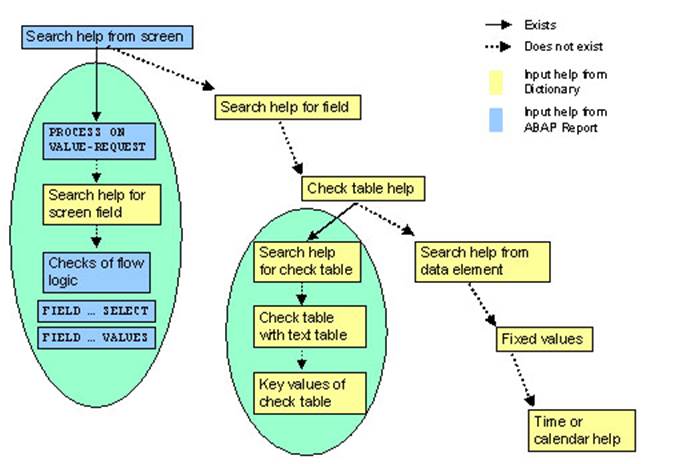 Search help from screen
Exists
Does not exist
Input help from
Dictionary
Input help from
ABAP Report
Search help for field
PROCESS ON
VALUE-REQUEST
Search help for
screen field
Checks of flow
logic
FIELD … SELECT
FIELD … VALUES
Check table help
Search help
for check table
Check table
with text table
Key values of
check table
Search help from
data element
Fixed values
Time or
calendar help